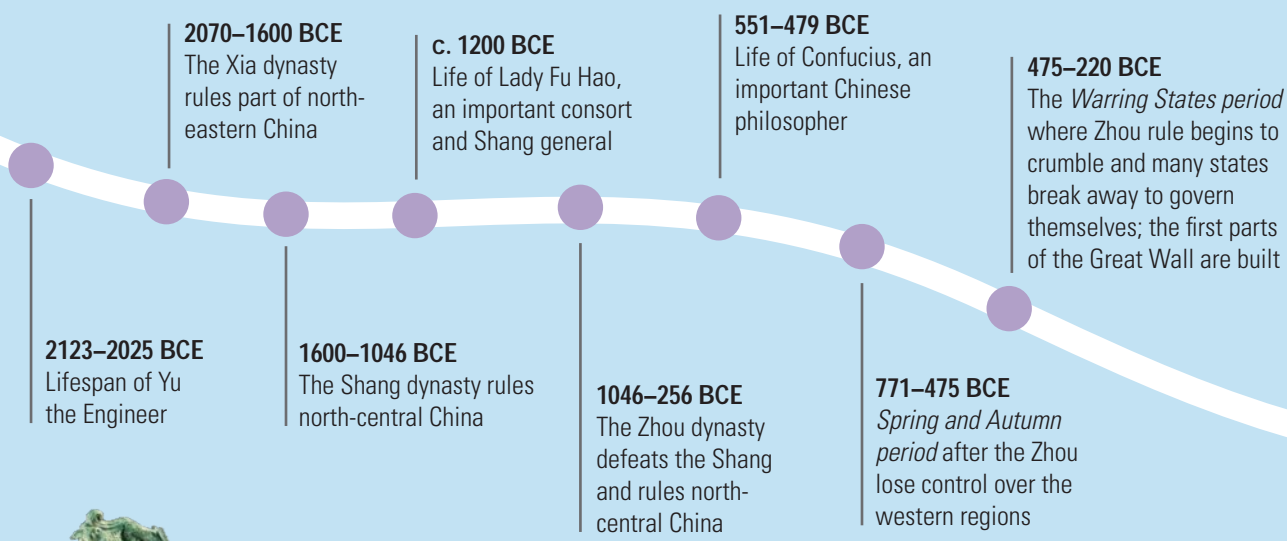 2070–1600 BCE
The Xia dynasty
rules part of north-
eastern China
c. 1200 BCE
Life of Lady Fu Hao,
an important consort
and Shang general
551–479 BCE
Life of Confucius, an
important Chinese
philosopher
475–220 BCE
The Warring States period
where Zhou rule begins to
crumble and many states
break away to govern
themselves; the first parts
of the Great Wall are built
2123–2025 BCE
Lifespan of Yu
the Engineer
1600–1046 BCE
The Shang dynasty rules
north-central China
1046–256 BCE
The Zhou dynasty
defeats the Shang
and rules north-
central China
771–475 BCE
Spring and Autumn
period after the Zhou
lose control over the
western regions